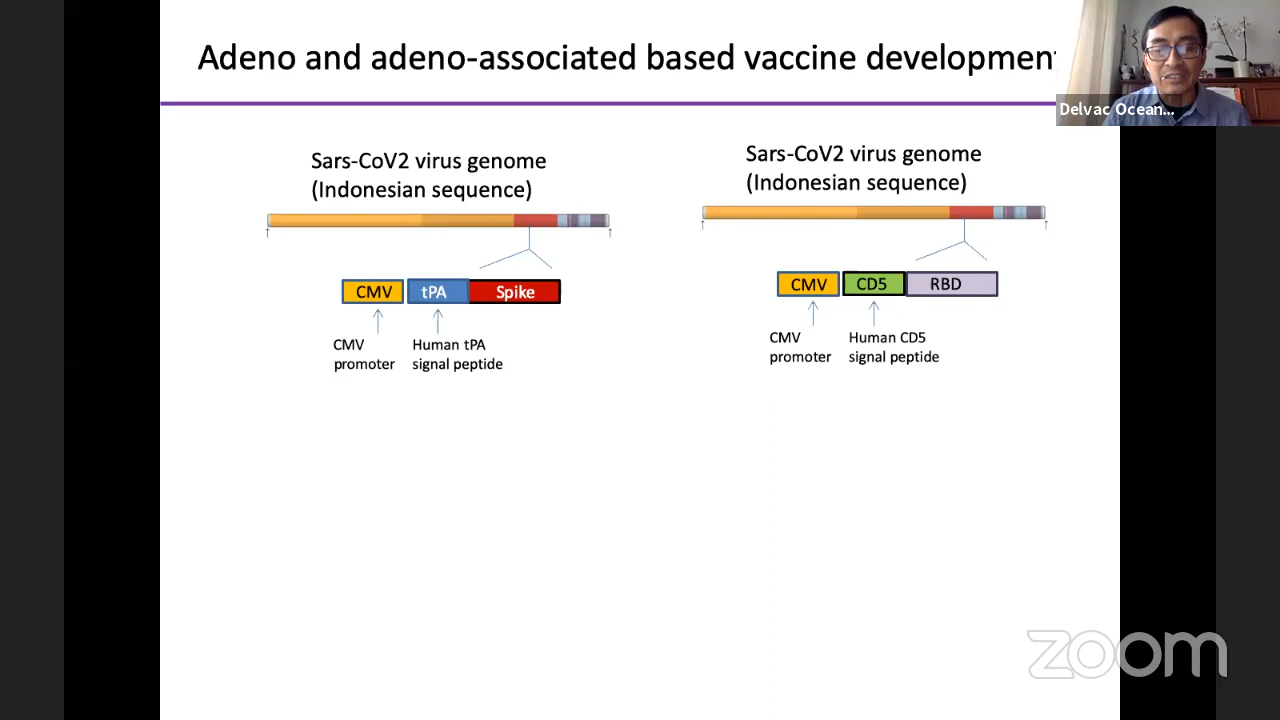 Adeno and adeno-associated based vaccine development
Delvac Ocean...
Sars-CoV2 virus genome
(Indonesian sequence)
CMV tPA Spike
CMV
promoter
Human tPA
signal peptide
Sars-CoV2 virus genome
(Indonesian sequence)
CMV CD5 RBD
CMV
promoter
Human CD5
signal peptide
zoom